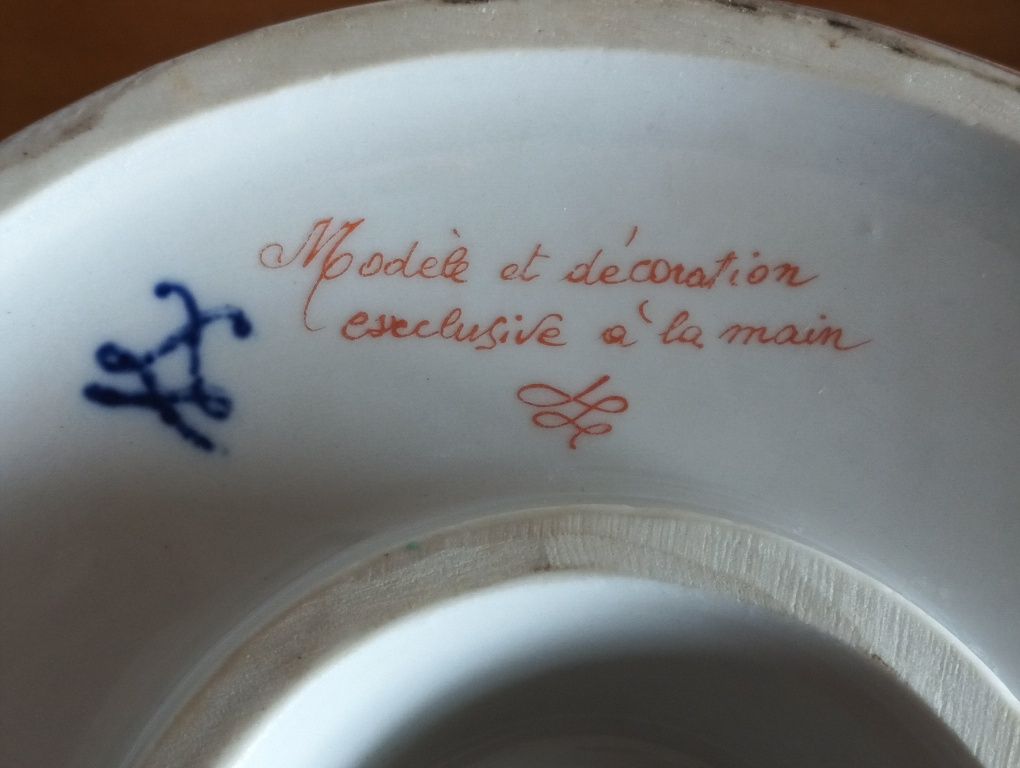 Modèle et décoration
exclusive à la main